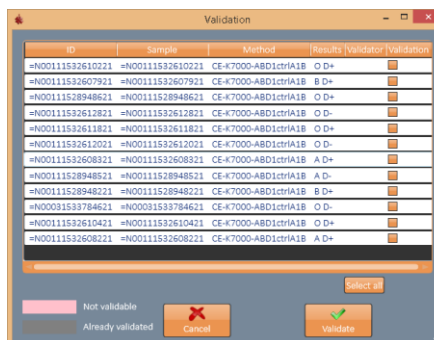 Validation
ID Sample Method Results Validator Validation
=N00111532610221 =N00111532610221 CE-K7000-ABD1ctrlA1B O D+
=N00111532607921 =N00111532607921 CE-K7000-ABD1ctrlA1B B D+
=N00111528948621 =N00111528948621 CE-K7000-ABD1ctrlA1B O D+
=N00111532612821 =N00111532612821 CE-K7000-ABD1ctrlA1B O D-
=N00111532611821 =N00111532611821 CE-K7000-ABD1ctrlA1B O D+
=N00111532612021 =N00111532612021 CE-K7000-ABD1ctrlA1B O D-
=N00111532608321 =N00111532608321 CE-K7000-ABD1ctrlA1B A D+
=N00111528948521 =N00111528948521 CE-K7000-ABD1ctrlA1B A D-
=N00111528948221 =N00111528948221 CE-K7000-ABD1ctrlA1B B D+
=N00031533784621 =N00031533784621 CE-K7000-ABD1ctrlA1B O D-
=N00111532610421 =N00111532610421 CE-K7000-ABD1ctrlA1B O D+
=N00111532608221 =N00111532608221 CE-K7000-ABD1ctrlA1B A D+
Select all
Not validable
Already validated
Cancel
Validate